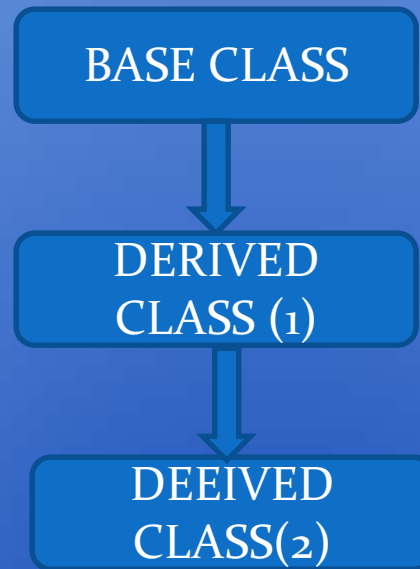 BASE CLASS
DERIVED
CLASS (1)
DEEIVED
CLASS(2)